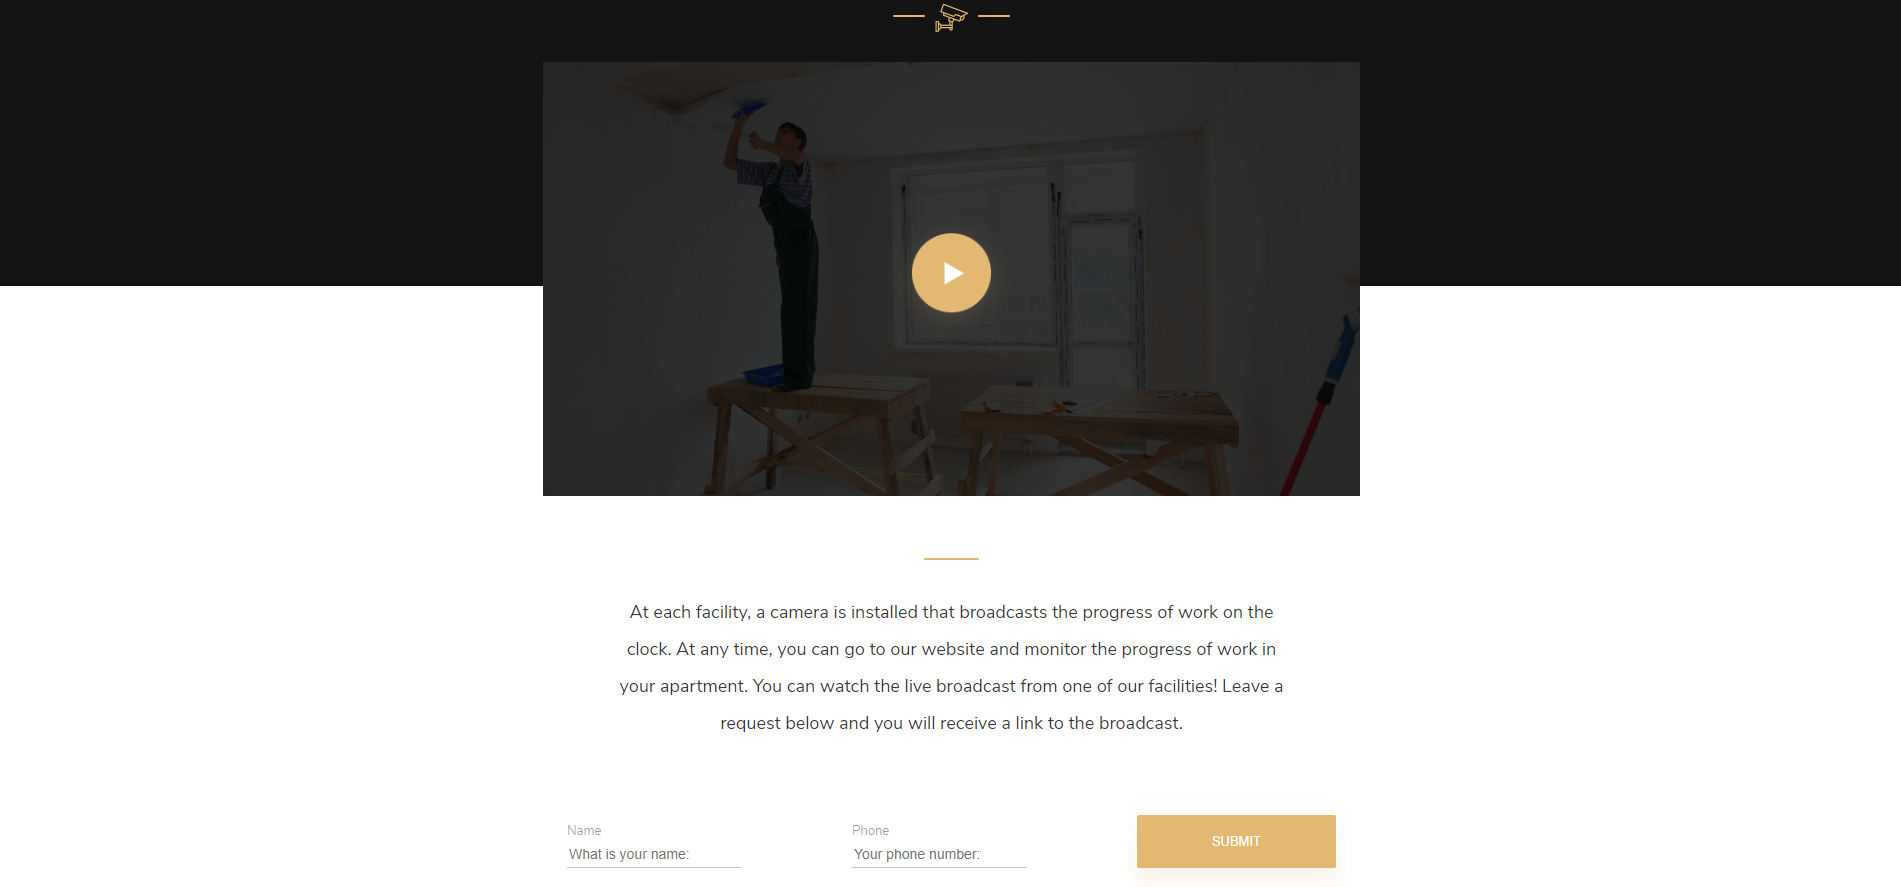 At each facility, a camera is installed that broadcasts the progress of work on the
clock. At any time, you can go to our website and monitor the progress of work in
your apartment. You can watch the live broadcast from one of our facilities! Leave a
request below and you will receive a link to the broadcast.
Name
What is your name:
Phone
Your phone number:
SUBMIT